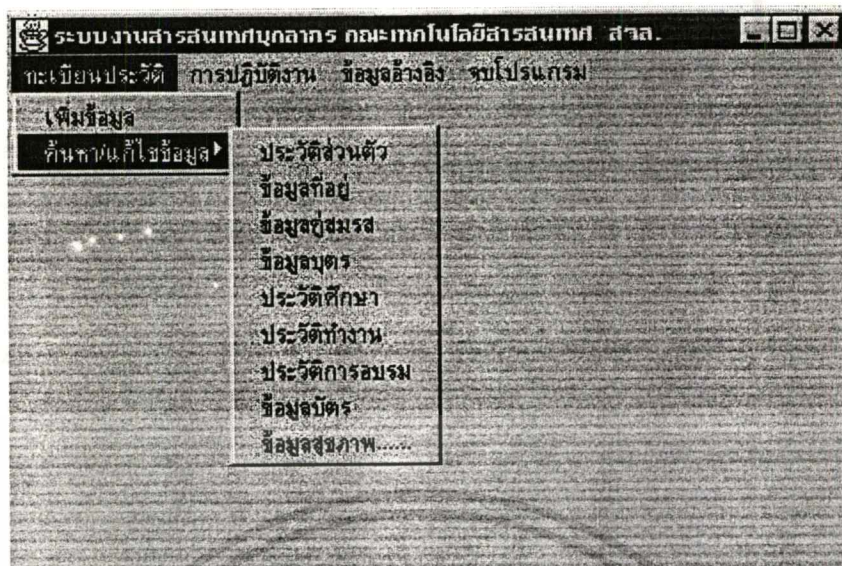 ระบบงานสารสนเทศบุคลากร คณะเทคโนโลยีสารสนเทศ สจล.
ทะเบียนประวัติ การปฏิบัติงาน ข้อมูลอ้างอิง จบโปรแกรม
เพิ่มข้อมูล
ค้นหา/แก้ไขข้อมูล
ประวัติส่วนตัว
ข้อมูลที่อยู่
ข้อมูลคู่สมรส
ข้อมูลบุตร
ประวัติศึกษา
ประวัติทำงาน
ประวัติการอบรม
ข้อมูลบัตร
ข้อมูลสุขภาพ......